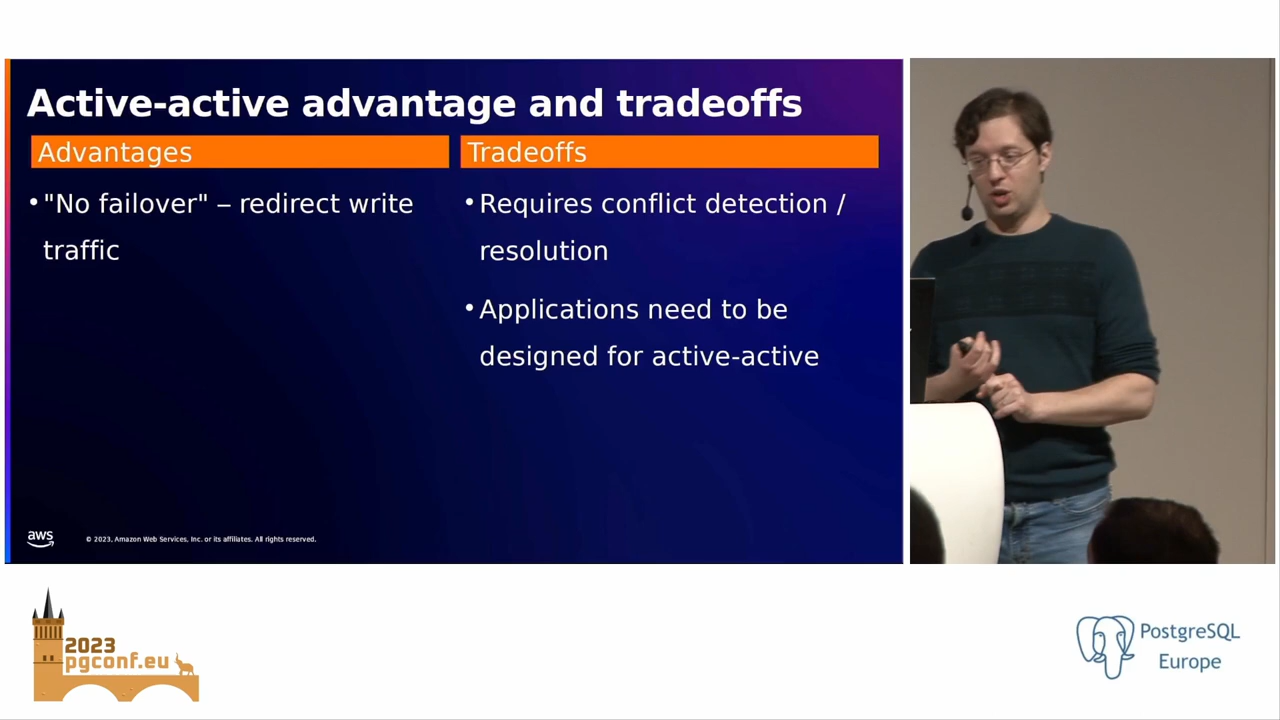 Active-active advantage and tradeoffs
Advantages
• "No failover" – redirect write
traffic
Tradeoffs
• Requires conflict detection /
resolution
• Applications need to be
designed for active-active
aws
© 2023, Amazon Web Services, Inc. or its affiliates. All rights reserved.
2023
pgconf.eu
PostgreSQL
Europe